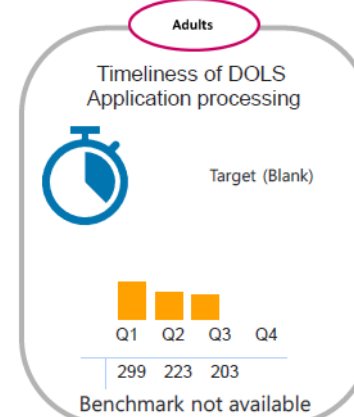 Adults
Timeliness of DOLS
Application processing
Target (Blank)
Q1 Q2 Q3 Q4
299 223 203
Benchmark not available